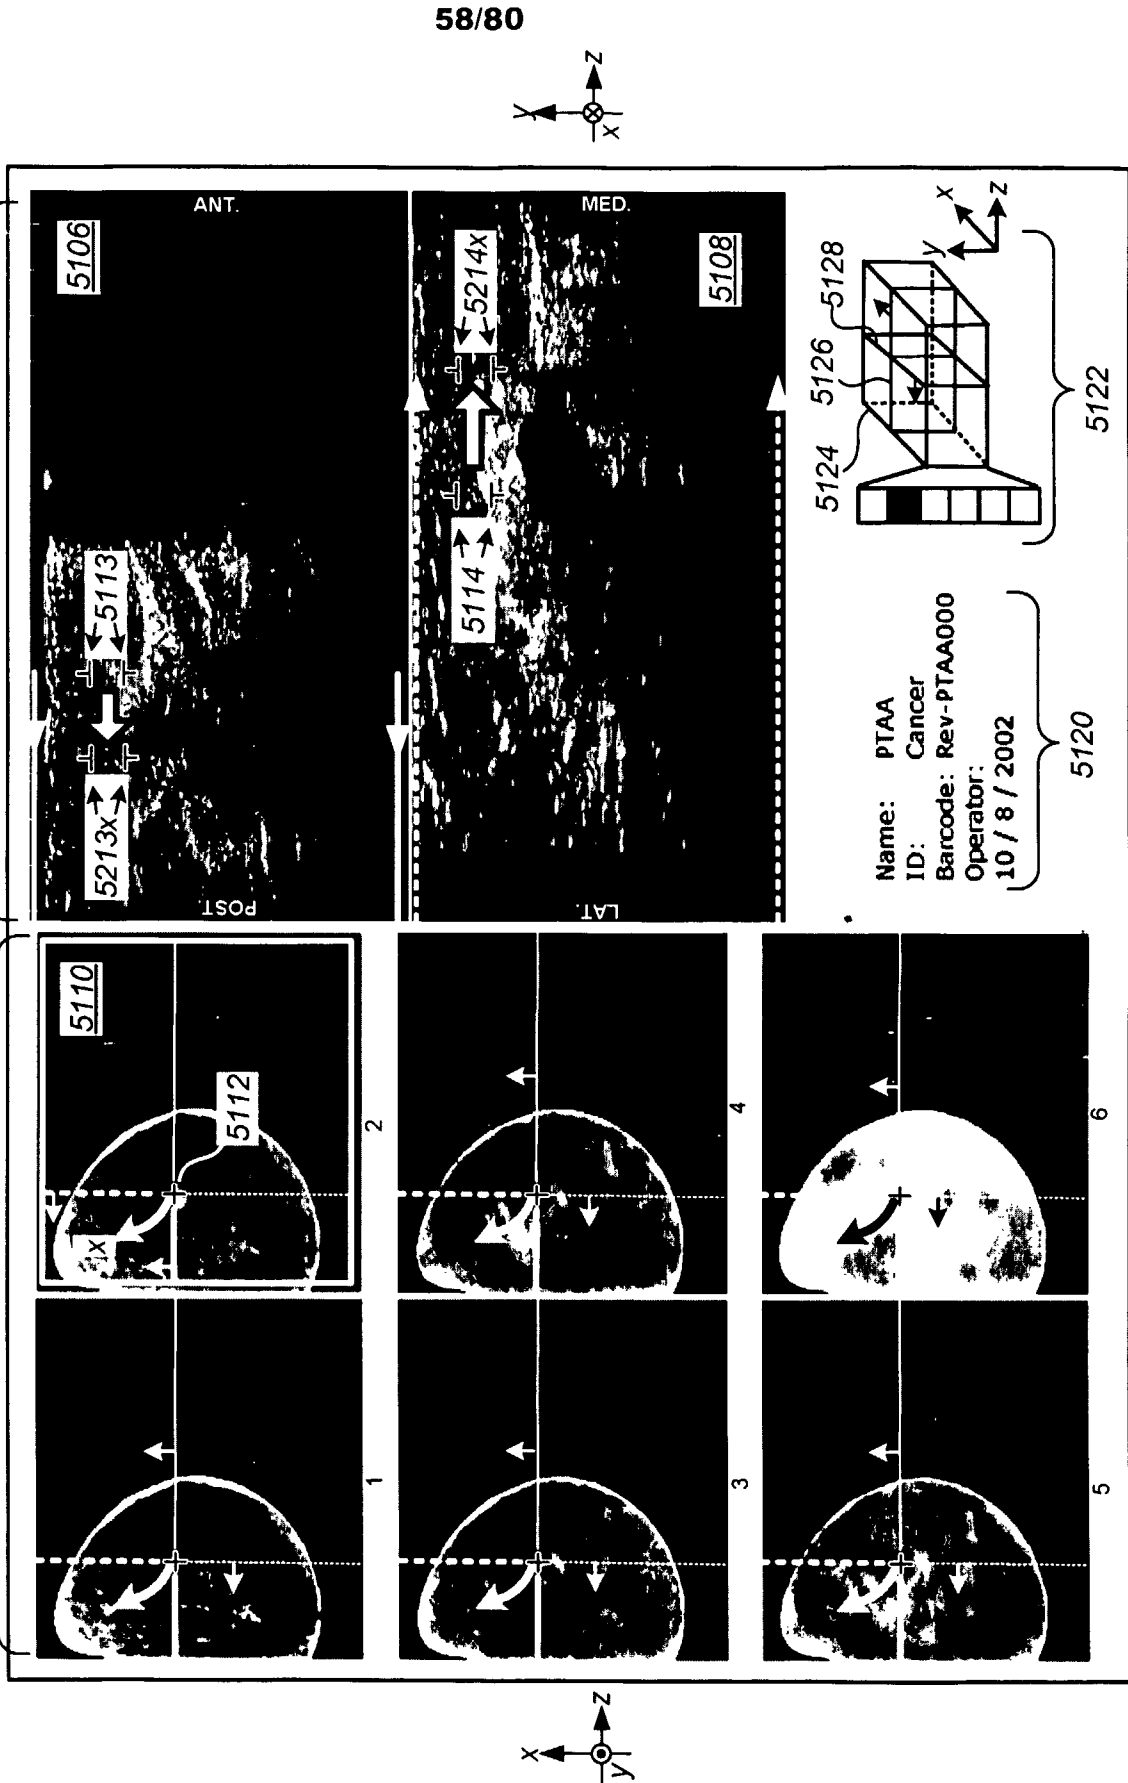 58/80
x
z
y
5110
5112
1x
1
2
3
4
5
6
5106
5113
5213x
POST.
ANT.
5108
5214x
5114
LAT.
MED.
Name: PTAA
ID: Cancer
Barcode: Rev-PTAA000
Operator:
10 / 8 / 2002
5120
5124
5126
5128
y
x
z
5122
y
z
x